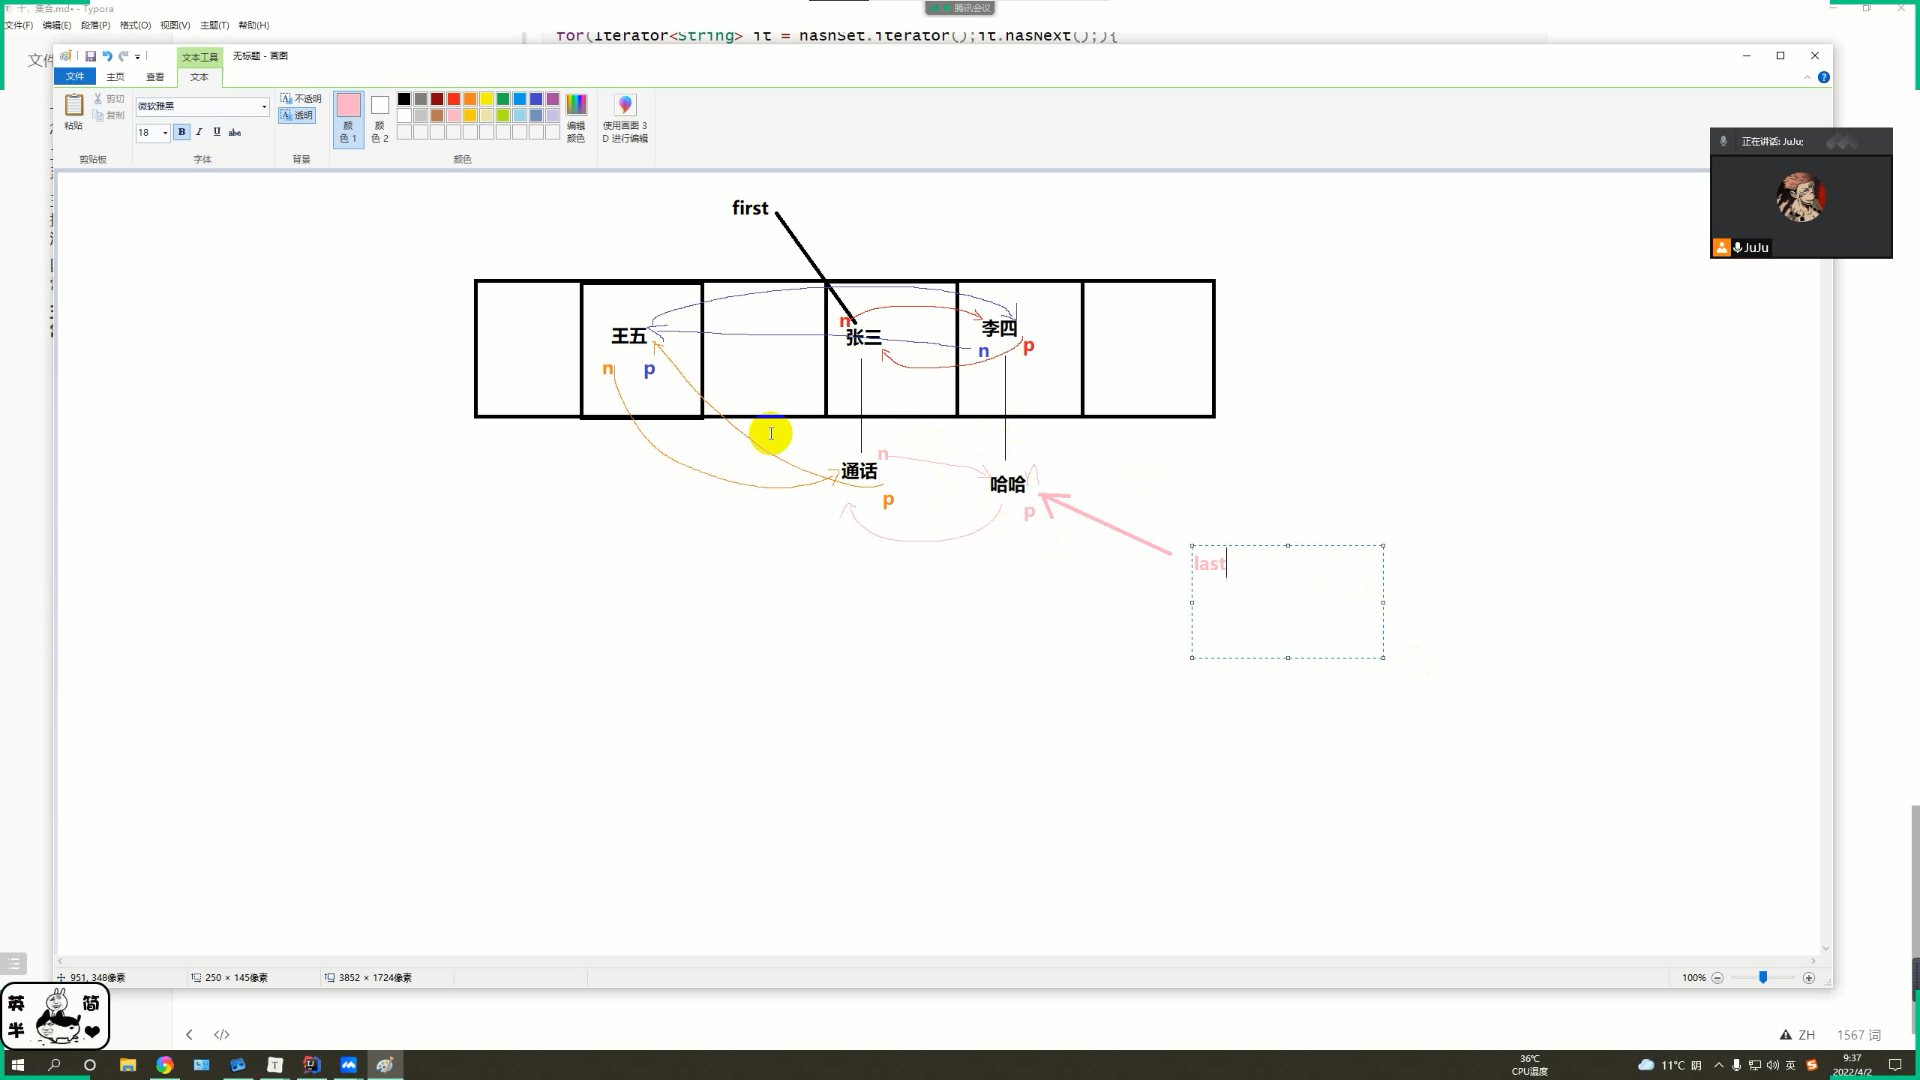 十、集合.md• - Typora
腾讯会议
文件(F) 编辑(E) 段落(P) 格式(O) 视图(V) 主题(T) 帮助(H)
for(Iterator<String> it = hashSet.iterator();it.hasNext();){
文件
文本工具
无标题 - 画图
文件 主页 查看 文本
粘贴
剪切
复制
剪贴板
微软雅黑
18 B I U abc
字体
不透明
透明
背景
颜色 1
颜色 2
颜色
编辑颜色
使用画图 3D 进行编辑
正在讲话: JuJu;
JuJu
first
王五
n p
n
张三
李四
n p
通话
n
p
哈哈
p
last
951, 348像素
250 × 145像素
3852 × 1724像素
100%
英 简
半
ZH
1567 词
36℃
CPU温度
11°C 阴
英
9:37
2022/4/2